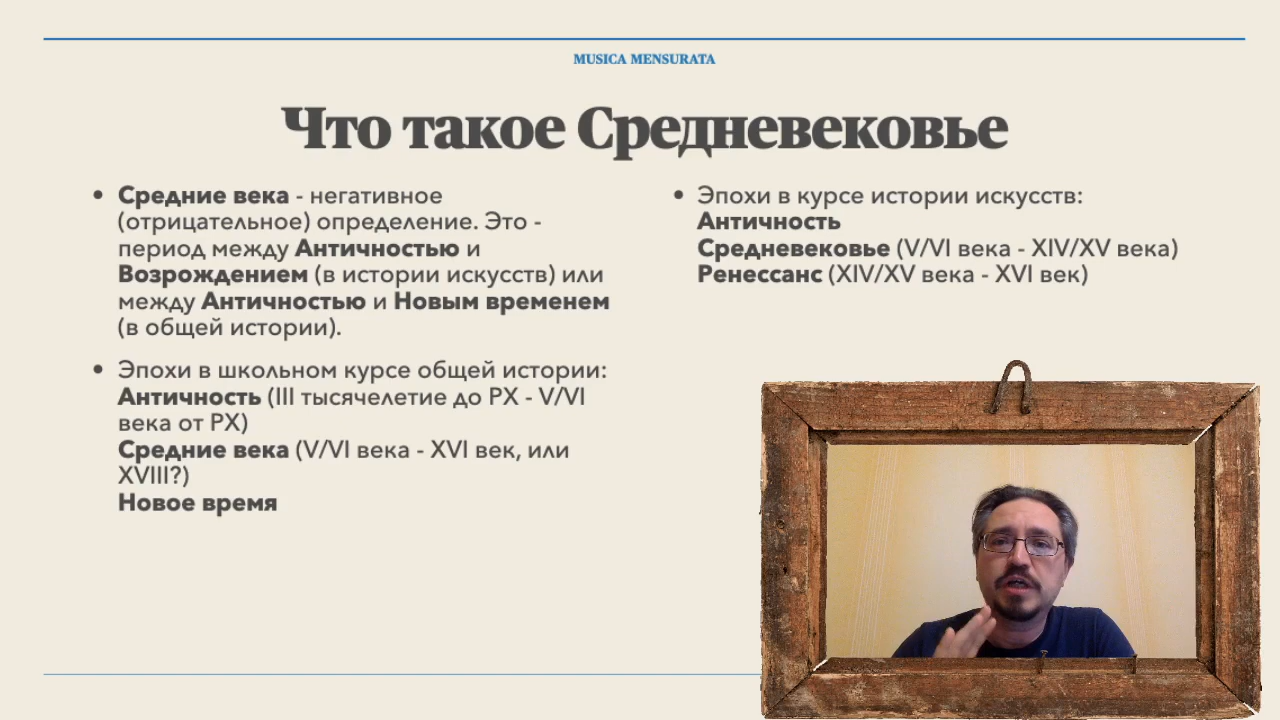 MUSICA MENSURATA
Что такое Средневековье
• Средние века - негативное
(отрицательное) определение. Это -
период между Античностью и
Возрождением (в истории искусств) или
между Античностью и Новым временем
(в общей истории).
• Эпохи в школьном курсе общей истории:
Античность (III тысячелетие до РХ - V/VI
века от РХ)
Средние века (V/VI века - XVI век, или
XVIII?)
Новое время
• Эпохи в курсе истории искусств:
Античность
Средневековье (V/VI века - XIV/XV века)
Ренессанс (XIV/XV века - XVI век)